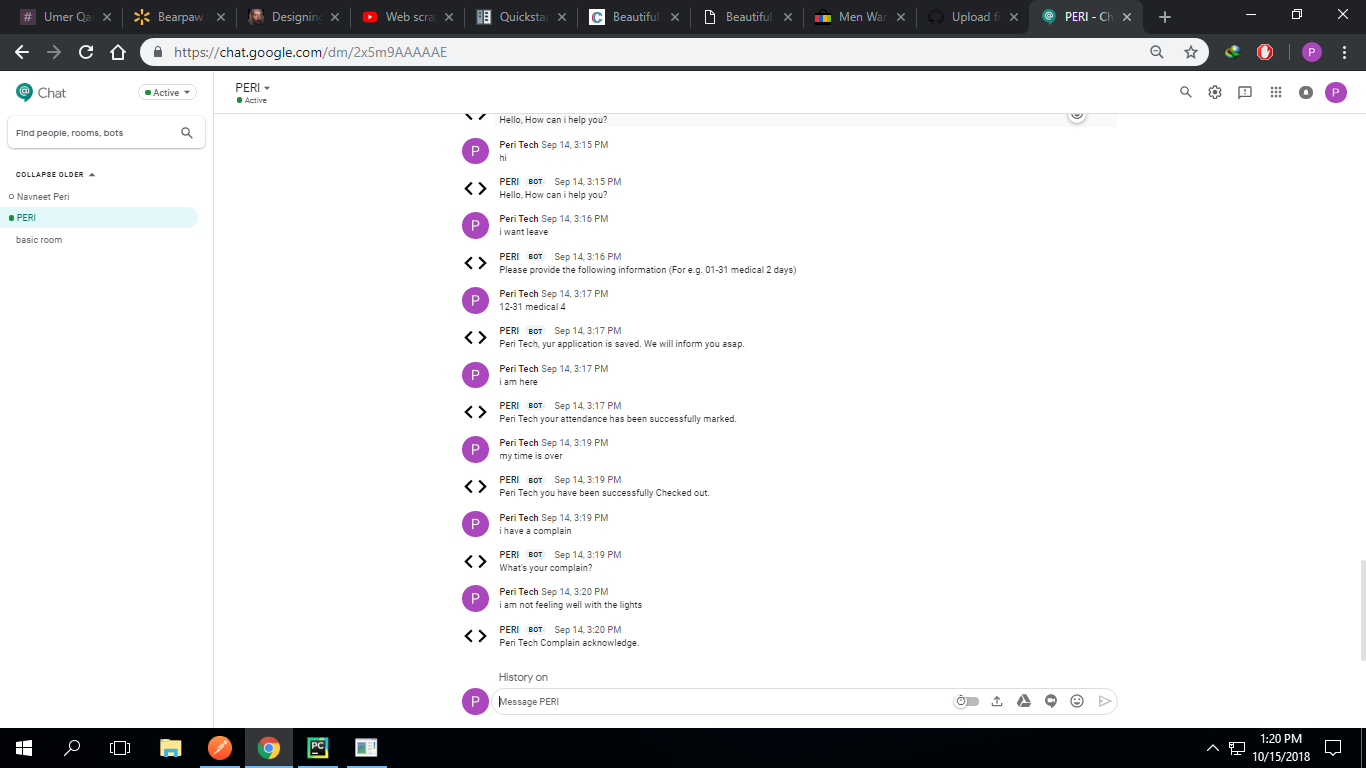 Umer Qa
Bearpaw
Designing
Web scra
Quickstar
Beautiful
Beautiful
Men War
Upload fi
PERI - Ch
https://chat.google.com/dm/2x5m9AAAAAE
P
Chat
Active
PERI
Active
P
Find people, rooms, bots
COLLAPSE OLDER
Navneet Peri
PERI
basic room
Hello, How can i help you?
P
Peri Tech Sep 14, 3:15 PM
hi
PERI BOT Sep 14, 3:15 PM
Hello, How can i help you?
P
Peri Tech Sep 14, 3:16 PM
i want leave
PERI BOT Sep 14, 3:16 PM
Please provide the following information (For e.g. 01-31 medical 2 days)
P
Peri Tech Sep 14, 3:17 PM
12-31 medical 4
PERI BOT Sep 14, 3:17 PM
Peri Tech, yur application is saved. We will inform you asap.
P
Peri Tech Sep 14, 3:17 PM
i am here
PERI BOT Sep 14, 3:17 PM
Peri Tech your attendance has been successfully marked.
P
Peri Tech Sep 14, 3:19 PM
my time is over
PERI BOT Sep 14, 3:19 PM
Peri Tech you have been successfully Checked out.
P
Peri Tech Sep 14, 3:19 PM
i have a complain
PERI BOT Sep 14, 3:19 PM
What's your complain?
P
Peri Tech Sep 14, 3:20 PM
i am not feeling well with the lights
PERI BOT Sep 14, 3:20 PM
Peri Tech Complain acknowledge.
History on
P
Message PERI
PC
1:20 PM
10/15/2018